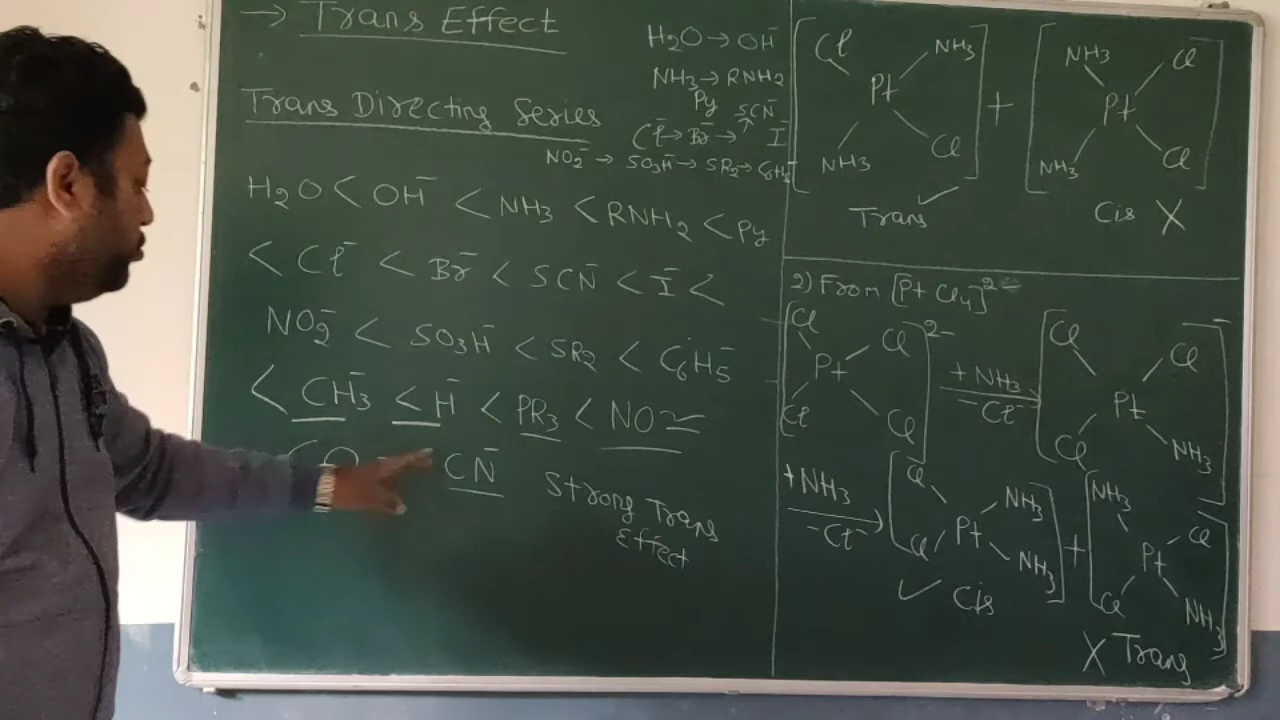 → Trans Effect
Trans Directing Series
H2O → OH⁻
NH3 → RNH2
Py SCN⁻
Cl⁻ → Br⁻ → I⁻
NO2⁻ → SO3H⁻ → SR2 → C6H5⁻
H2O < OH⁻ < NH3 < RNH2 < Py
< Cl⁻ < Br⁻ < SCN⁻ < I⁻ <
NO2⁻ < SO3H⁻ < SR2 < C6H5⁻
< CH3⁻ < H⁻ < PR3 < NO ≈
CO CN⁻
Strong Trans
Effect
Cl NH3
Pt
NH3 Cl
Trans ✓
+
NH3 Cl
Pt
NH3 Cl
Cis X
2) From [Pt Cl4]2-
Cl Cl 2-
Pt
Cl Cl
+ NH3
- Cl⁻
Cl Cl ⁻
Pt
Cl NH3
+NH3
-Cl⁻
Cl NH3
Pt
Cl NH3
✓ Cis
+
NH3 Cl
Pt
Cl NH3
X Trans